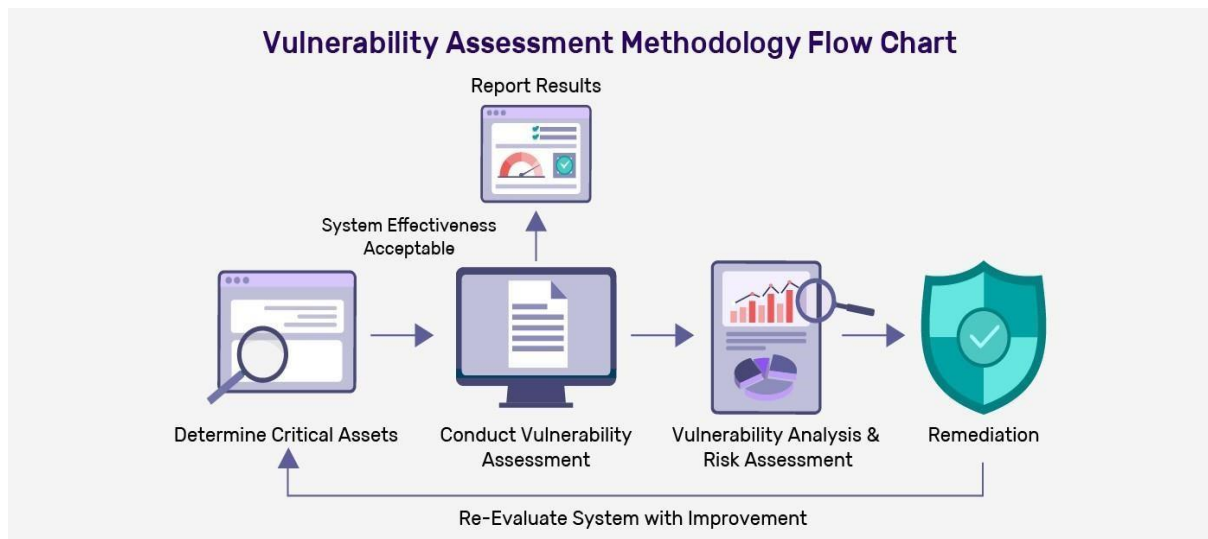 Vulnerability Assessment Methodology Flow Chart
Report Results
System Effectiveness
Acceptable
Determine Critical Assets
Conduct Vulnerability
Assessment
Vulnerability Analysis &
Risk Assessment
Remediation
Re-Evaluate System with Improvement